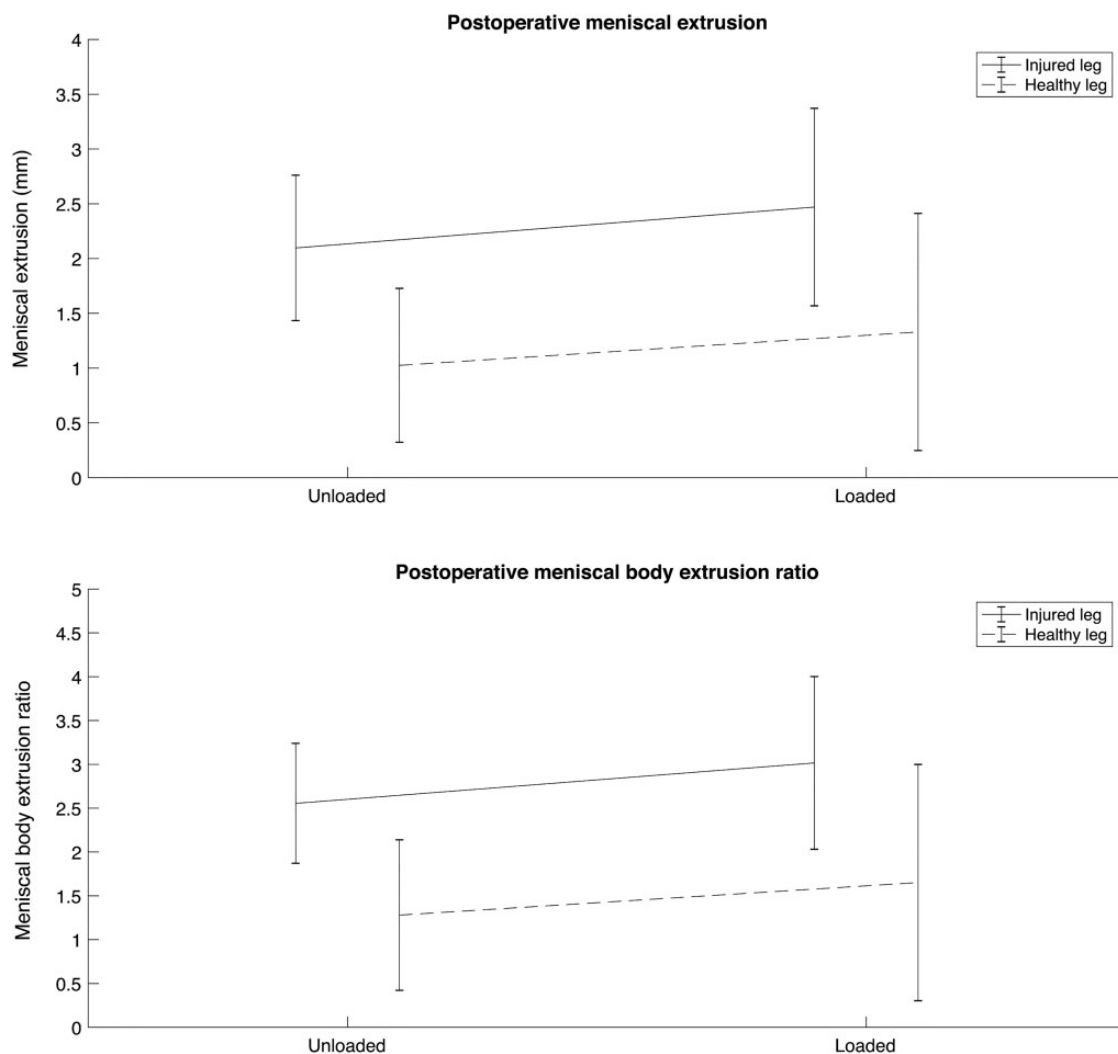 Postoperative meniscal extrusion
4
3.5
3
2.5
2
1.5
1
0.5
0
Meniscal extrusion (mm)
Injured leg
Healthy leg
Unloaded
Loaded
Postoperative meniscal body extrusion ratio
5
4.5
4
3.5
3
2.5
2
1.5
1
0.5
0
Meniscal body extrusion ratio
Injured leg
Healthy leg
Unloaded
Loaded